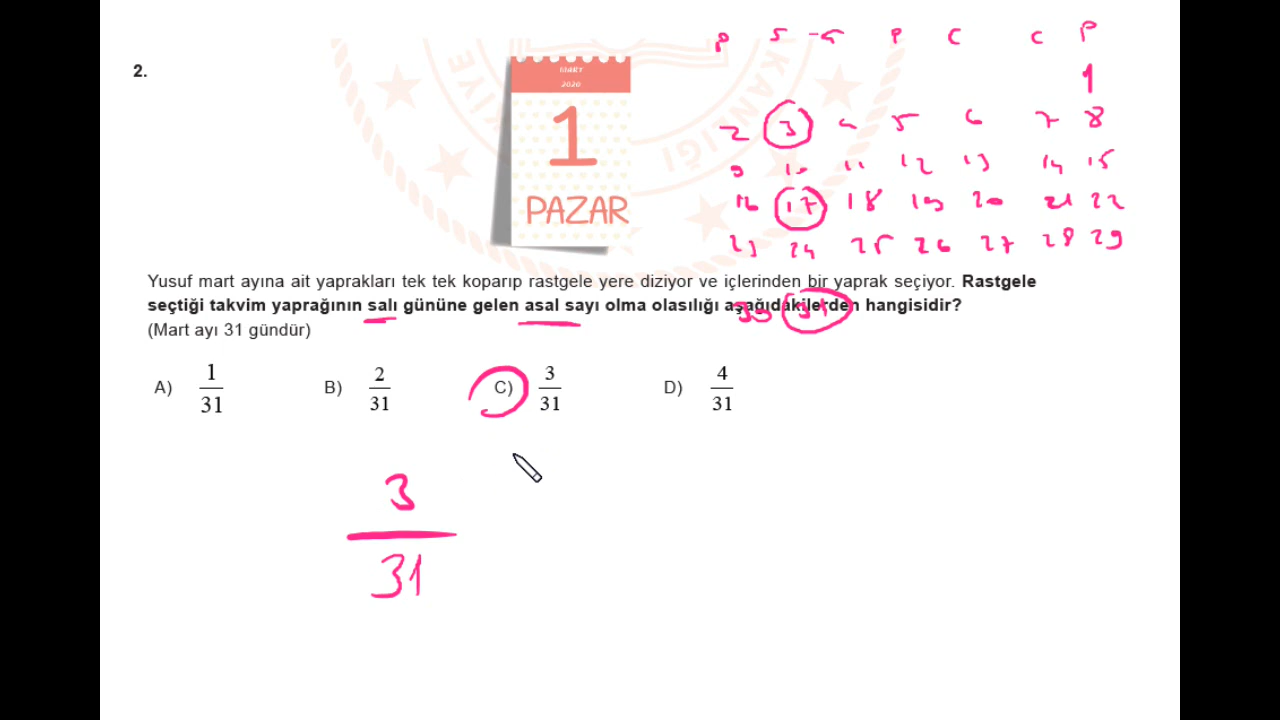 P S Ç P C C P
2.
MART
2020
1
1
2 3 4 5 6 7 8
9 10 11 12 13 14 15
PAZAR
16 17 18 19 20 21 22
23 24 25 26 27 28 29
Yusuf mart ayına ait yaprakları tek tek koparıp rastgele yere diziyor ve içlerinden bir yaprak seçiyor. Rastgele
seçtiği takvim yaprağının salı gününe gelen asal sayı olma olasılığı aşağıdakilerden hangisidir?
30 31
(Mart ayı 31 gündür)
A) 1/31 B) 2/31 C) 3/31 D) 4/31
3
31